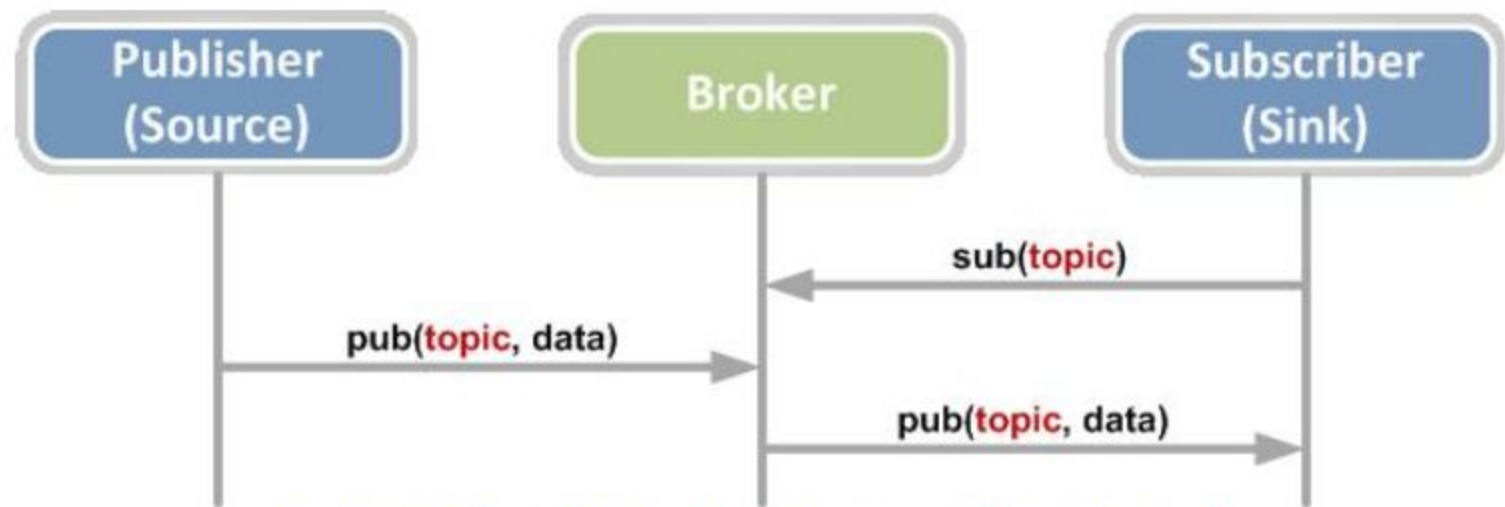 Publisher
(Source)
Broker
Subscriber
(Sink)
sub(topic)
pub(topic, data)
pub(topic, data)